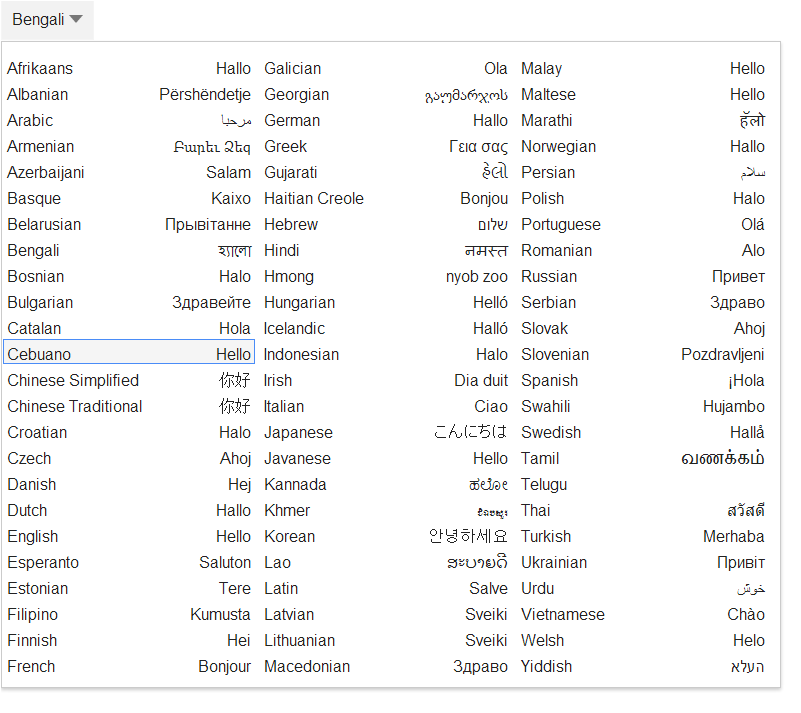 Bengali
Afrikaans Hallo
Albanian Përshëndetje
Arabic مرحبا
Armenian Բարեւ Ձեզ
Azerbaijani Salam
Basque Kaixo
Belarusian Прывітанне
Bengali হ্যালো
Bosnian Halo
Bulgarian Здравейте
Catalan Hola
Cebuano Hello
Chinese Simplified 你好
Chinese Traditional 你好
Croatian Halo
Czech Ahoj
Danish Hej
Dutch Hallo
English Hello
Esperanto Saluton
Estonian Tere
Filipino Kumusta
Finnish Hei
French Bonjour
Galician Ola
Georgian გაუმარჯოს
German Hallo
Greek Γεια σας
Gujarati હેલો
Haitian Creole Bonjou
Hebrew שלום
Hindi नमस्त
Hmong nyob zoo
Hungarian Helló
Icelandic Halló
Indonesian Halo
Irish Dia duit
Italian Ciao
Japanese こんにちは
Javanese Hello
Kannada ಹಲೋ
Khmer
Korean 안녕하세요
Lao ສະບາຍດີ
Latin Salve
Latvian Sveiki
Lithuanian Sveiki
Macedonian Здраво
Malay Hello
Maltese Hello
Marathi हॅलो
Norwegian Hallo
Persian سلام
Polish Halo
Portuguese Olá
Romanian Alo
Russian Привет
Serbian Здраво
Slovak Ahoj
Slovenian Pozdravljeni
Spanish ¡Hola
Swahili Hujambo
Swedish Hallå
Tamil வணக்கம்
Telugu
Thai สวัสดี
Turkish Merhaba
Ukrainian Привіт
Urdu خوش
Vietnamese Chào
Welsh Helo
Yiddish העלא